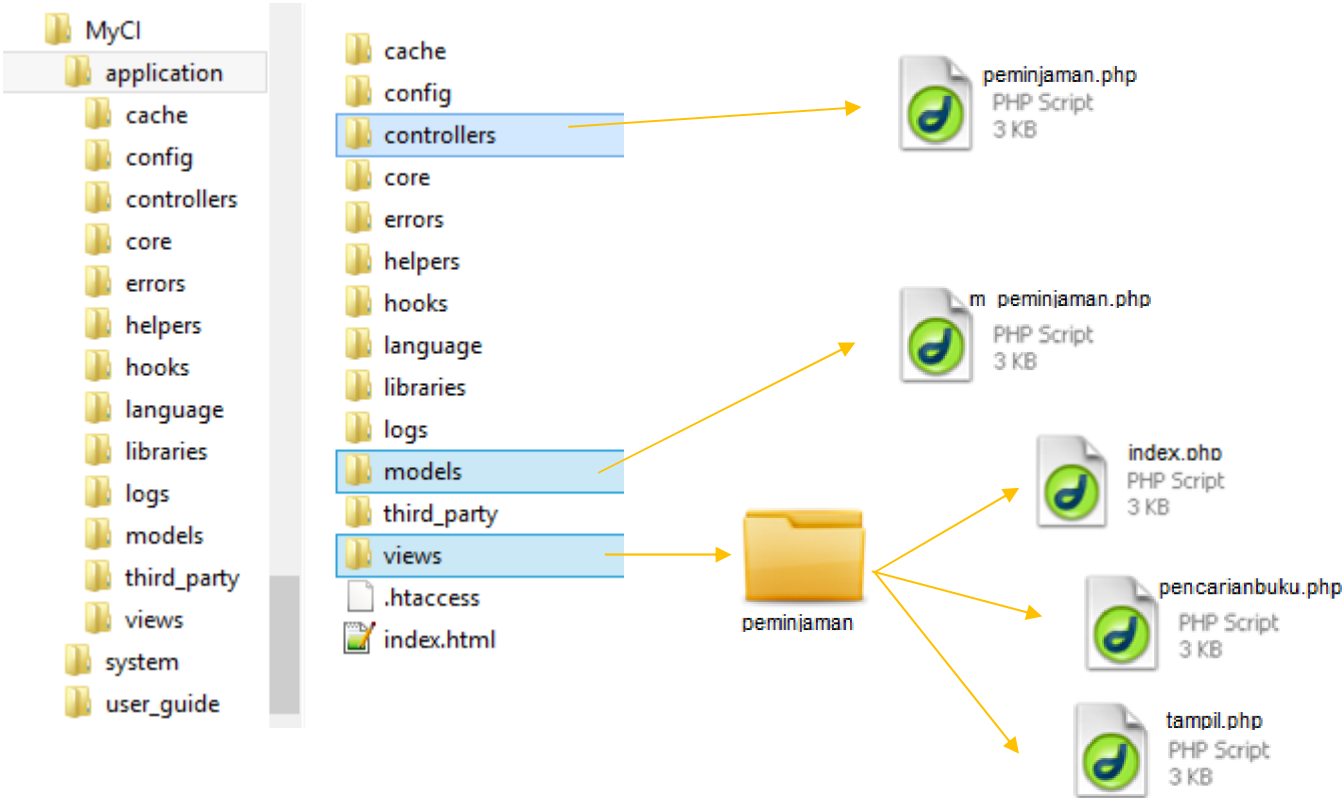 MyCI
application
cache
config
controllers
core
errors
helpers
hooks
language
libraries
logs
models
third_party
views
system
user_guide
cache
config
controllers
core
errors
helpers
hooks
language
libraries
logs
models
third_party
views
.htaccess
index.html
peminjaman.php
PHP Script
3 KB
m_peminjaman.php
PHP Script
3 KB
peminjaman
index.php
PHP Script
3 KB
pencarianbuku.php
PHP Script
3 KB
tampil.php
PHP Script
3 KB